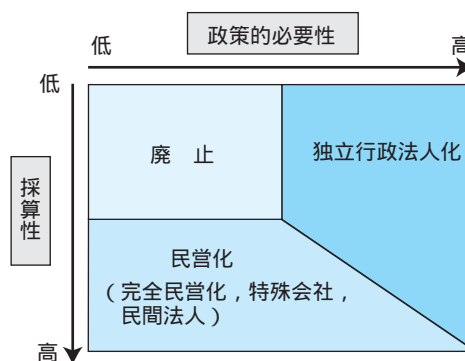 政策的必要性
低
高
低
採算性
高
廃 止
独立行政法人化
民営化
（完全民営化，特殊会社，
民間法人）